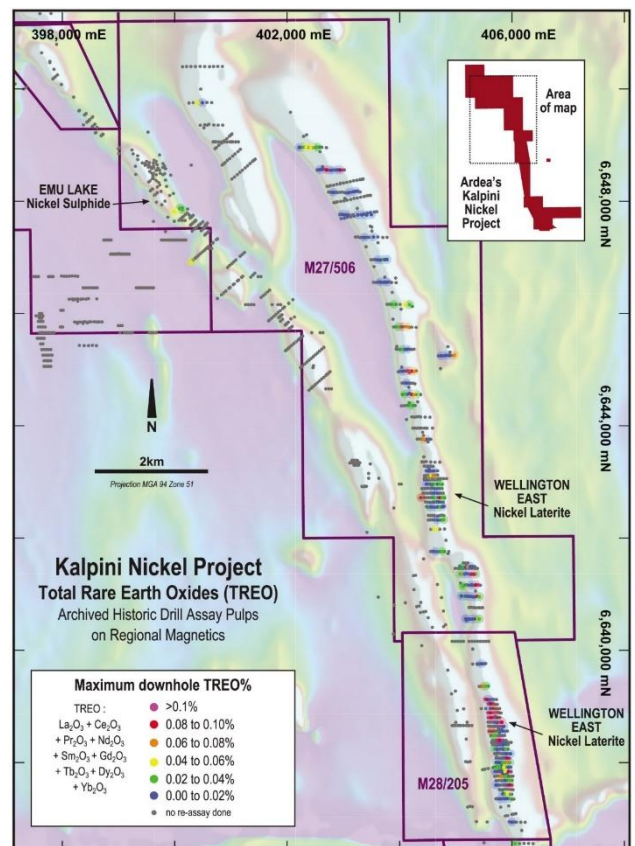 398,000 mE
402,000 mE
406,000 mE
Area
of map
Ardea's
Kalpini
Nickel
Project
6,648,000 mN
EMU LAKE
Nickel Sulphide
M27/506
N
2km
Projection MGA 94 Zone 51
6,644,000 mN
WELLINGTON
EAST
Nickel Laterite
Kalpini Nickel Project
Total Rare Earth Oxides (TREO)
Archived Historic Drill Assay Pulps
on Regional Magnetics
6,640,000 mN
Maximum downhole TREO%
TREO :
La₂O₃ + Ce₂O₃
+ Pr₂O₃ + Nd₂O₅
+ Sm₂O₃ + Gd₂O₃
+ Tb₂O₃ + Dy₂O₃
+ Yb₂O₃
>0.1%
0.08 to 0.10%
0.06 to 0.08%
0.04 to 0.06%
0.02 to 0.04%
0.00 to 0.02%
no re-assay done
WELLINGTON
EAST
Nickel Laterite
M28/205